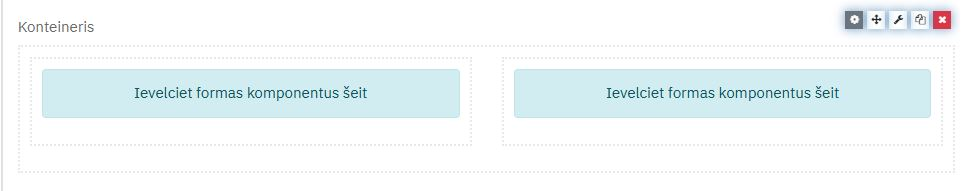 Konteineris
Ievelciet formas komponentus šeit
Ievelciet formas komponentus šeit